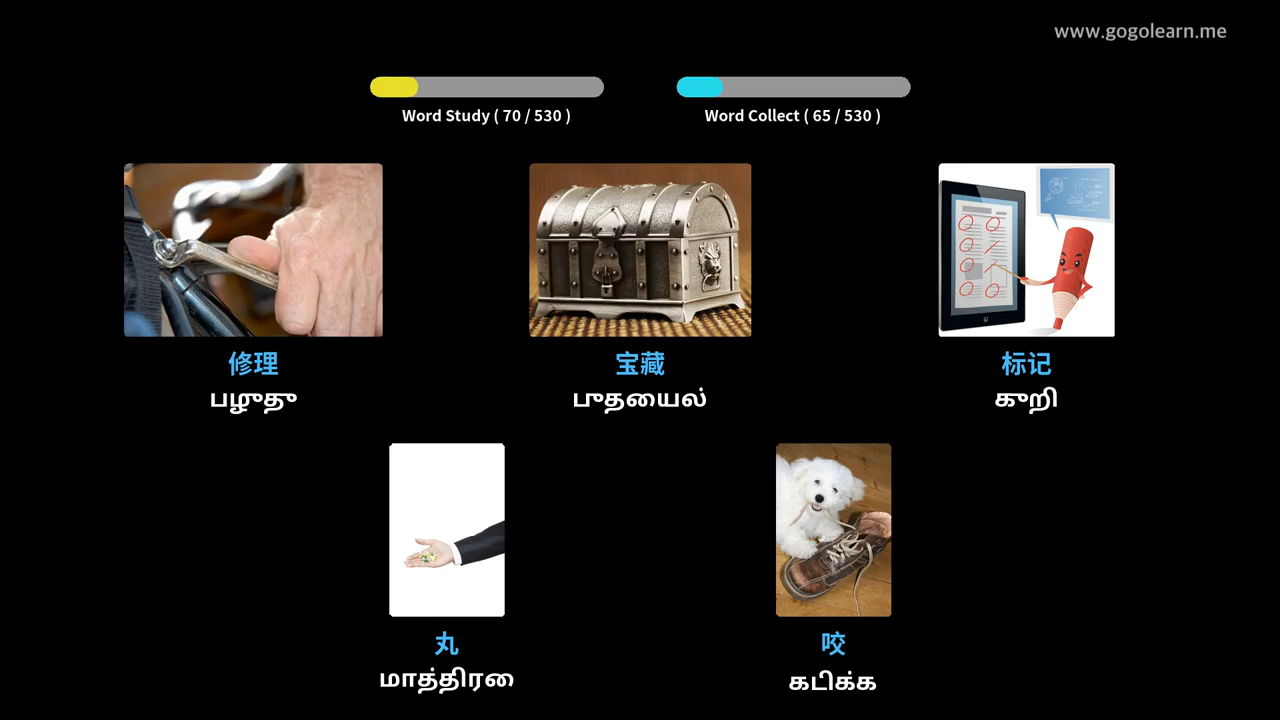 www.gogolearn.me
Word Study ( 70 / 530 )
Word Collect ( 65 / 530 )
修理
宝藏
标记
பழுது
புதையல்
குறி
丸
咬
மாத்திரை
கடிக்க